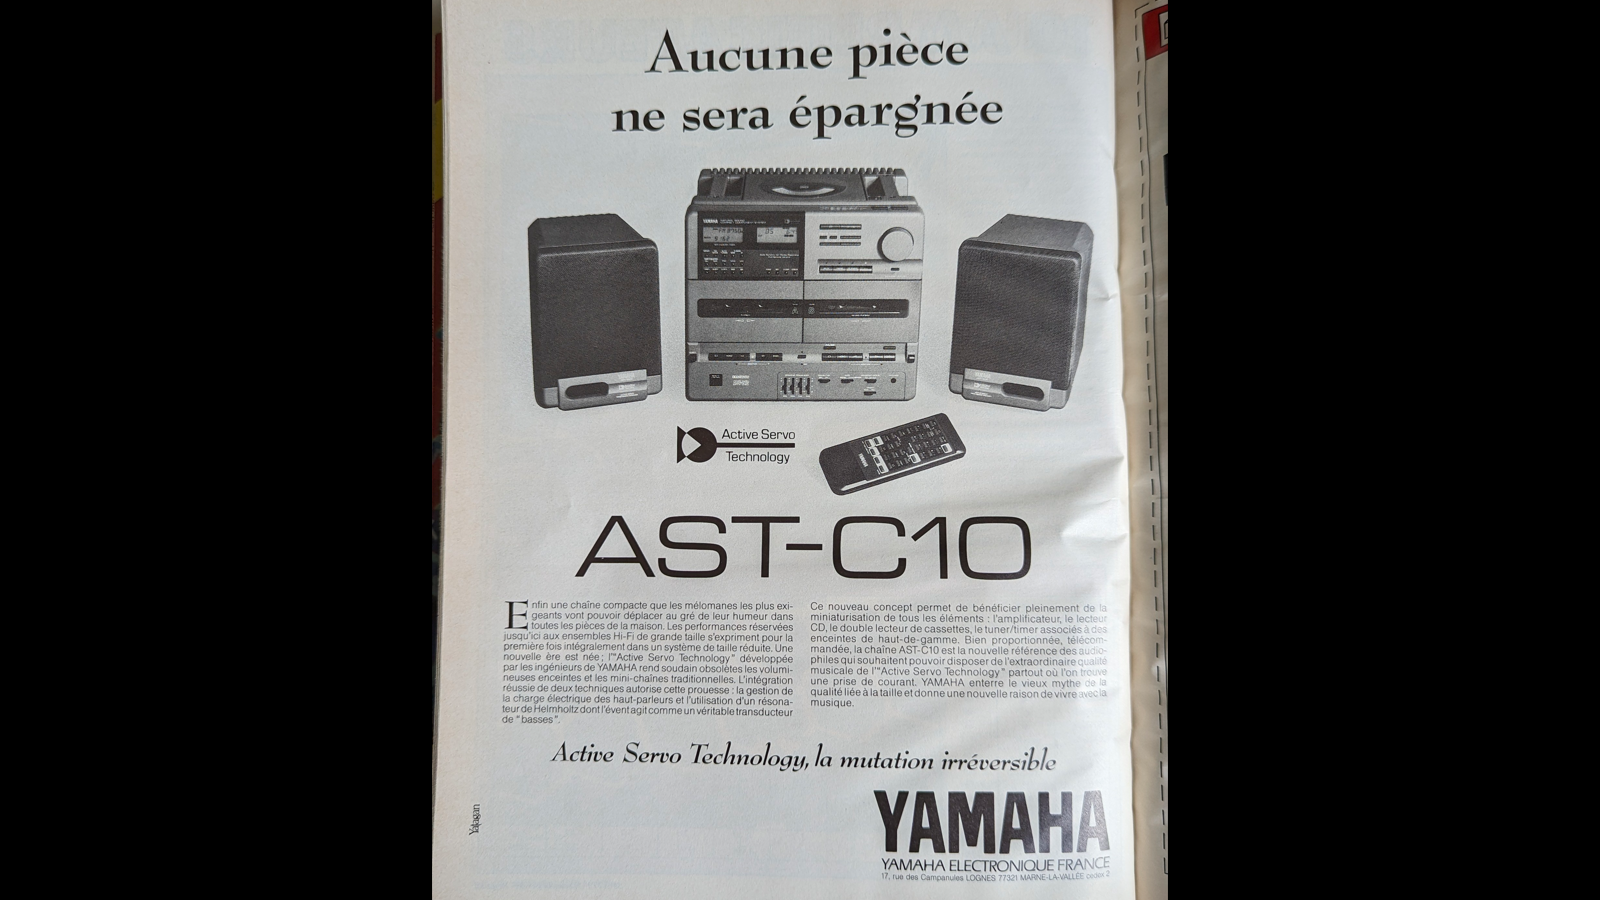 Aucune pièce
ne sera épargnée
YAMAHA
A B
Active Servo
Technology
YAMAHA
AST-C10
Enfin une chaîne compacte que les mélomanes les plus exi-
geants vont pouvoir déplacer au gré de leur humeur dans
toutes les pièces de la maison. Les performances réservées
jusqu'ici aux ensembles Hi-Fi de grande taille s'expriment pour la
première fois intégralement dans un système de taille réduite. Une
nouvelle ère est née ; l'"Active Servo Technology" développée
par les ingénieurs de YAMAHA rend soudain obsolètes les volumi-
neuses enceintes et les mini-chaînes traditionnelles. L'intégration
réussie de deux techniques autorise cette prouesse : la gestion de
la charge électrique des haut-parleurs et l'utilisation d'un résona-
teur de Helmholtz dont l'évent agit comme un véritable transducteur
de "basses".
Ce nouveau concept permet de bénéficier pleinement de la
miniaturisation de tous les éléments : l'amplificateur, le lecteur
CD, le double lecteur de cassettes, le tuner/timer associés à des
enceintes de haut-de-gamme. Bien proportionnée, télécom-
mandée, la chaîne AST-C10 est la nouvelle référence des audio-
philes qui souhaitent pouvoir disposer de l'extraordinaire qualité
musicale de l'"Active Servo Technology" partout où l'on trouve
une prise de courant. YAMAHA enterre le vieux mythe de la
qualité liée à la taille et donne une nouvelle raison de vivre avec la
musique.
Active Servo Technology, la mutation irréversible
Yatagan
YAMAHA
YAMAHA ELECTRONIQUE FRANCE
17, rue des Campanules LOGNES 77321 MARNE-LA-VALLÉE cedex 2